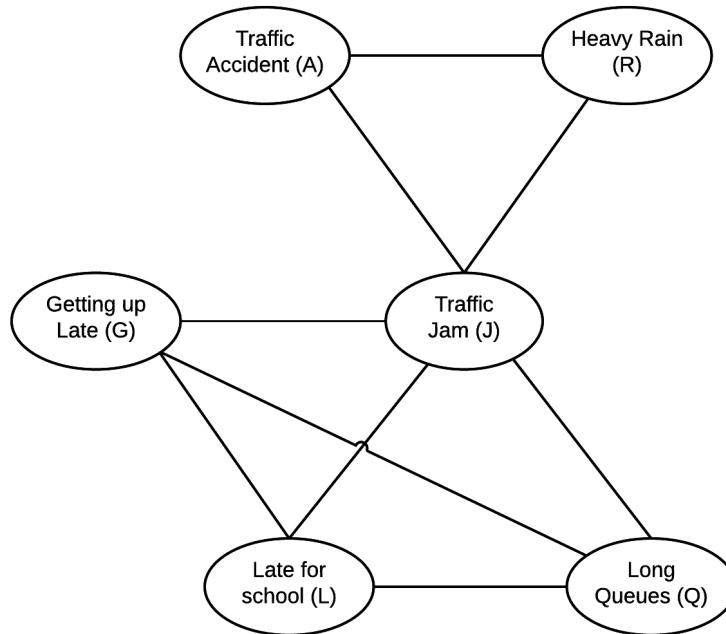 Traffic
Accident (A)
Heavy Rain
(R)
Getting up
Late (G)
Traffic
Jam (J)
Late for
school (L)
Long
Queues (Q)